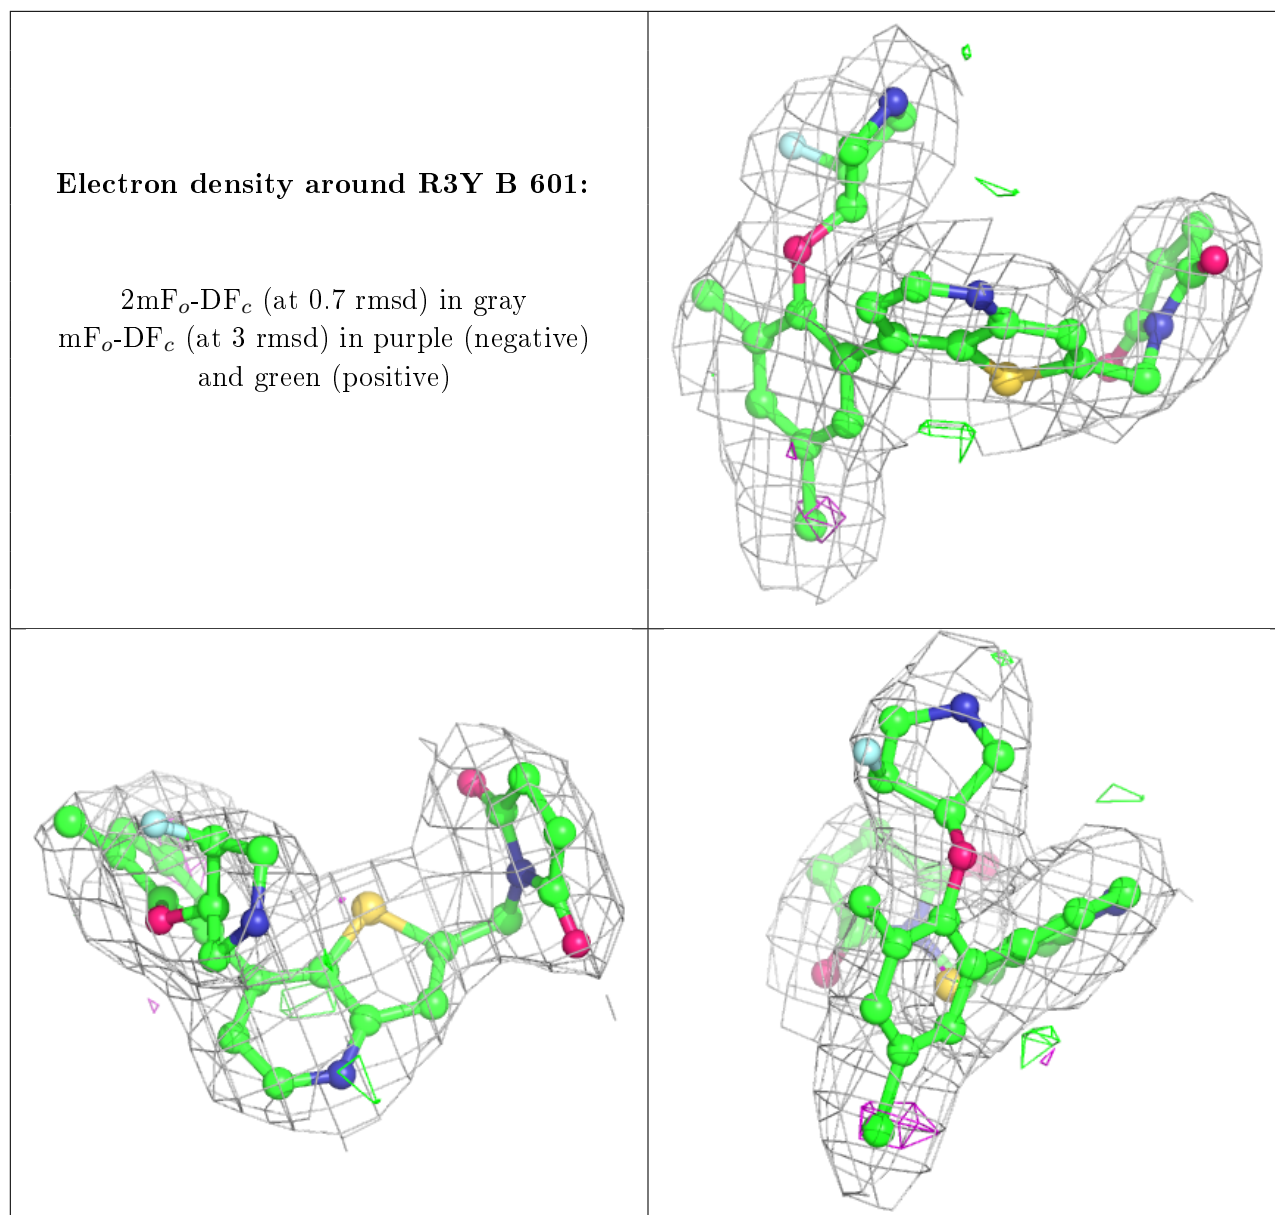 Electron density around R3Y B 601:
2mFo-DFc (at 0.7 rmsd) in gray
mFo-DFc (at 3 rmsd) in purple (negative)
and green (positive)